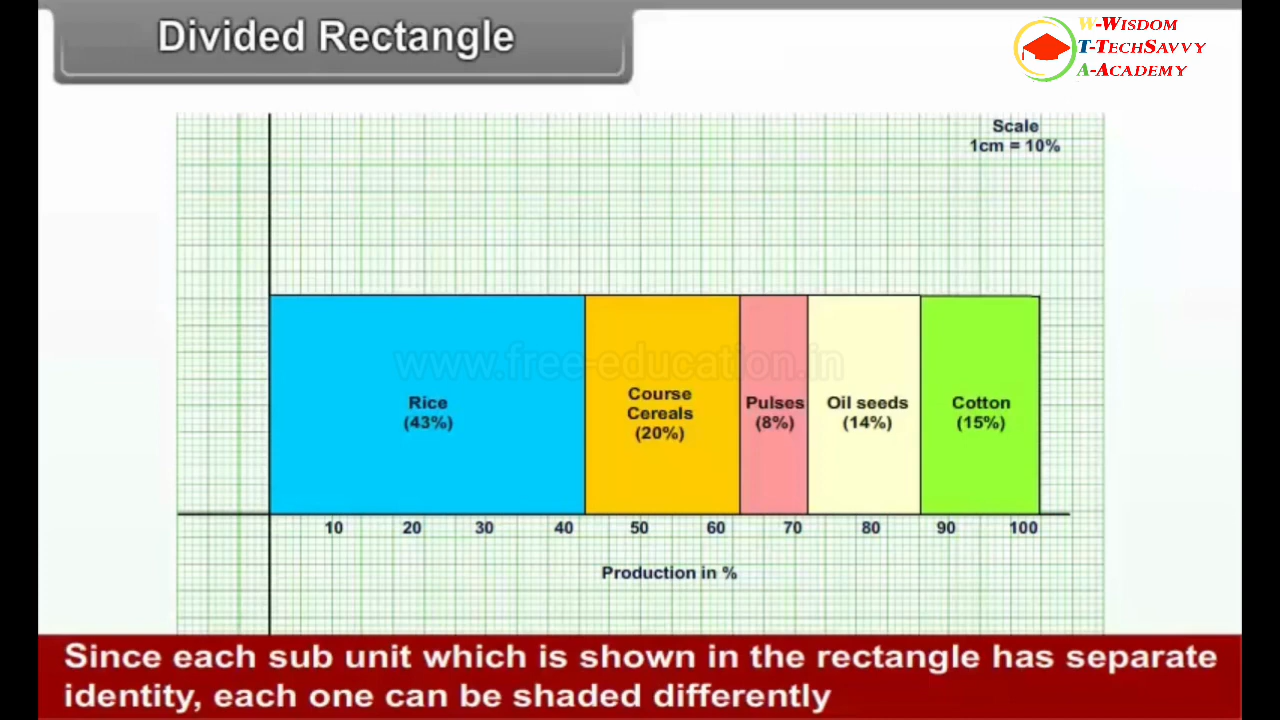 Divided Rectangle
W-Wisdom
T-TechSavvy
A-Academy
Scale
1cm = 10%
www.free-education.in
Rice
(43%)
Course
Cereals
(20%)
Pulses
(8%)
Oil seeds
(14%)
Cotton
(15%)
10 20 30 40 50 60 70 80 90 100
Production in %
Since each sub unit which is shown in the rectangle has separate
identity, each one can be shaded differently